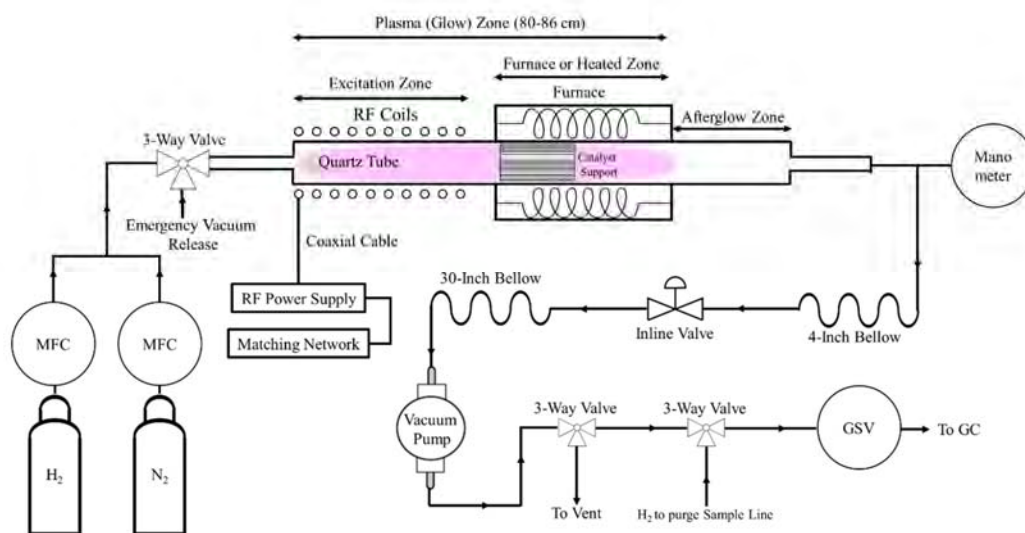 Plasma (Glow) Zone (80-86 cm)
Furnace or Heated Zone
Excitation Zone
Furnace
RF Coils
Afterglow Zone
3-Way Valve
Quartz Tube
Catalyst
Support
Mano
meter
Emergency Vacuum
Release
Coaxial Cable
30-Inch Bellow
RF Power Supply
Matching Network
Inline Valve
4-Inch Bellow
MFC
MFC
3-Way Valve
3-Way Valve
Vacuum
Pump
GSV
To GC
H₂
N₂
To Vent
H₂ to purge Sample Line